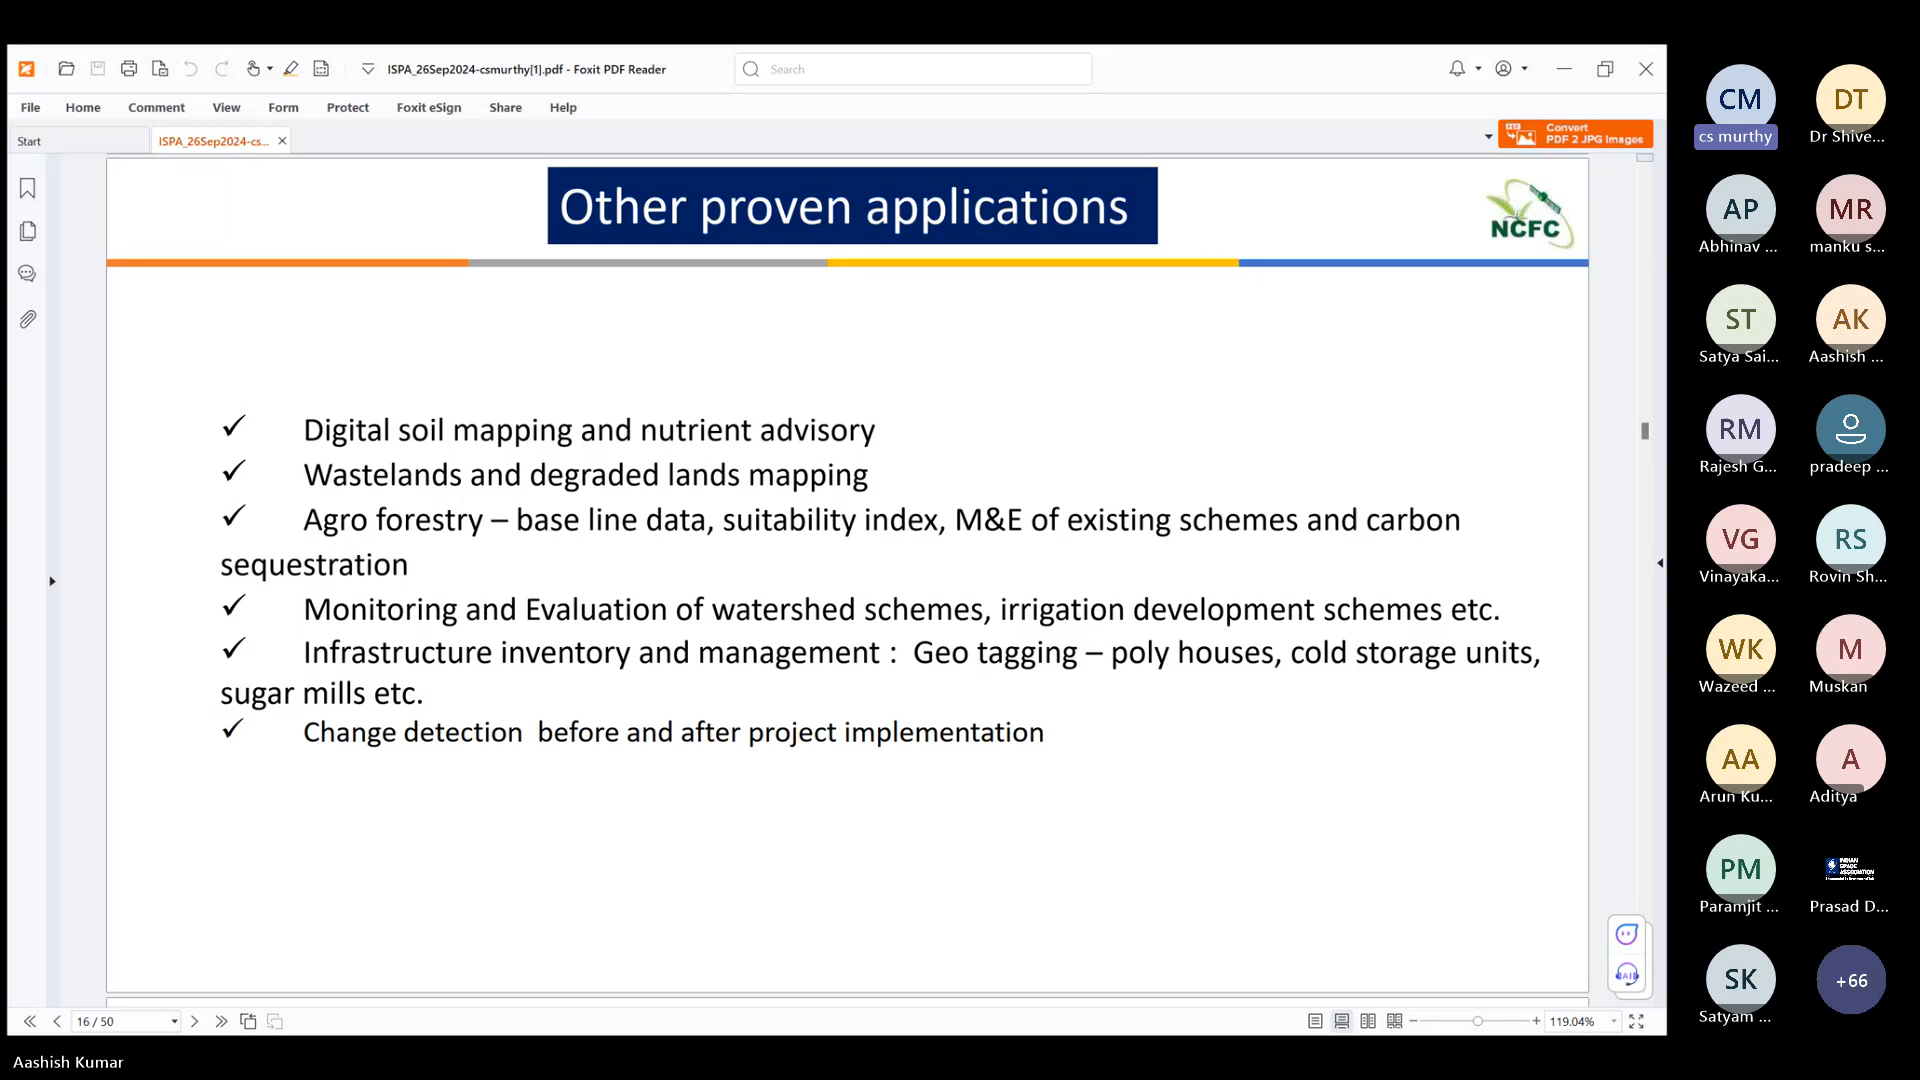 ISPA_26Sep2024-csmurthy[1].pdf - Foxit PDF Reader
Search
File Home Comment View Form Protect Foxit eSign Share Help
Start
ISPA_26Sep2024-cs...
Convert
PDF 2 JPG Images
Other proven applications
NCFC
✓ Digital soil mapping and nutrient advisory
✓ Wastelands and degraded lands mapping
✓ Agro forestry – base line data, suitability index, M&E of existing schemes and carbon
sequestration
✓ Monitoring and Evaluation of watershed schemes, irrigation development schemes etc.
✓ Infrastructure inventory and management : Geo tagging – poly houses, cold storage units,
sugar mills etc.
✓ Change detection before and after project implementation
16 / 50
119.04%
Aashish Kumar
CM DT
cs murthy Dr Shive...
AP MR
Abhinav ... manku s...
ST AK
Satya Sai... Aashish ...
RM
Rajesh G... pradeep ...
VG RS
Vinayaka... Rovin Sh...
WK M
Wazeed ... Muskan
AA A
Arun Ku... Aditya
PM INDIAN SPACE ASSOCIATION
Paramjit ... Prasad D...
SK +66
Satyam ...